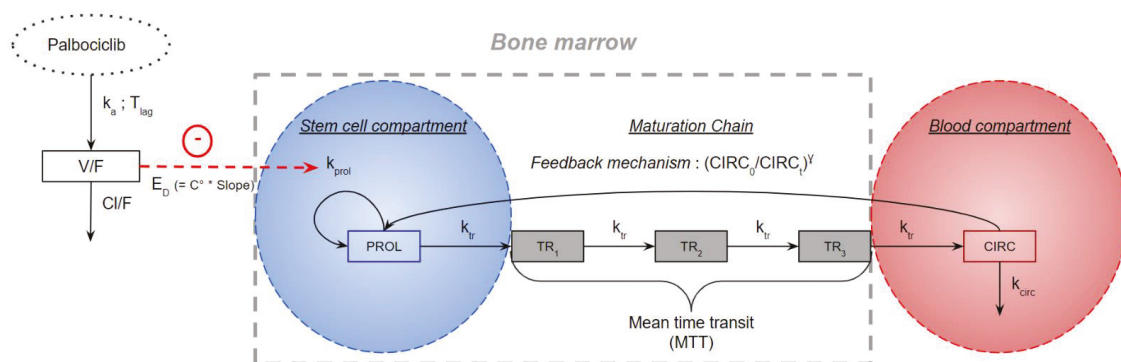 Palbociclib
Bone marrow
kₐ ; Tlag
-
Stem cell compartment
Maturation Chain
Blood compartment
V/F
kprol
Feedback mechanism : (CIRC₀/CIRCt)^γ
E_D (= C° * Slope)
Cl/F
PROL
ktr
TR₁
ktr
TR₂
ktr
TR₃
ktr
CIRC
kcirc
Mean time transit
(MTT)